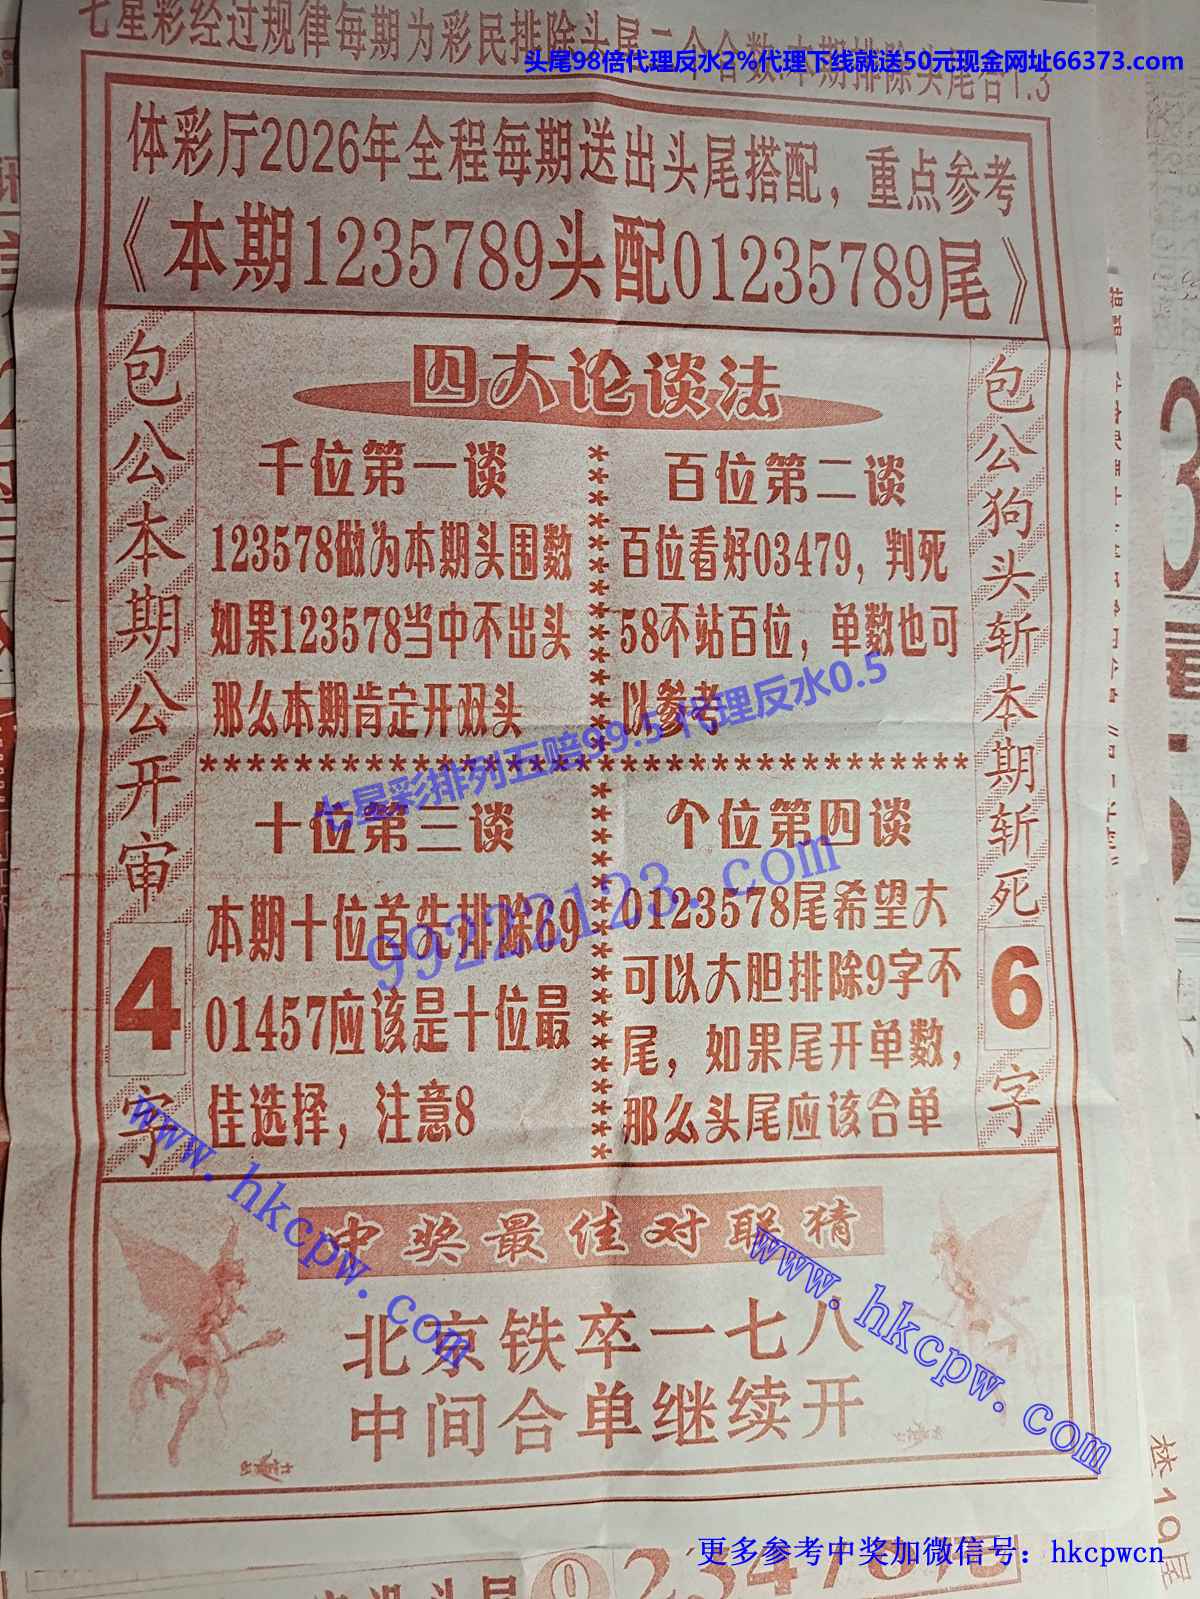 七星彩经过规律每期为彩民排除头尾二个合数:本期排除头尾合1.3
头尾98倍代理反水2%代理下线就送50元现金网址66373.com
体彩厅2026年全程每期送出头尾搭配，重点参考
《本期1235789头配01235789尾》
包公本期公开审
4
字
四大论谈法
千位第一谈
123578做为本期头围数
如果123578当中不出头
那么本期肯定开双头
百位第二谈
百位看好03479，判死
58不站百位，单数也可
以参考
七星彩排列五赔99.5代理反水0.5
99222123.com
十位第三谈
本期十位首先排除69
01457应该是十位最
佳选择，注意8
个位第四谈
0123578尾希望大
可以大胆排除9字不
尾，如果尾开单数，
那么头尾应该合单
包公狗头斩本期斩死
6
字
中奖最佳对联猜
北京铁卒一七八
中间合单继续开
www.hkcpw.com
www.hkcpw.com
更多参考中奖加微信号：hkcpwcn